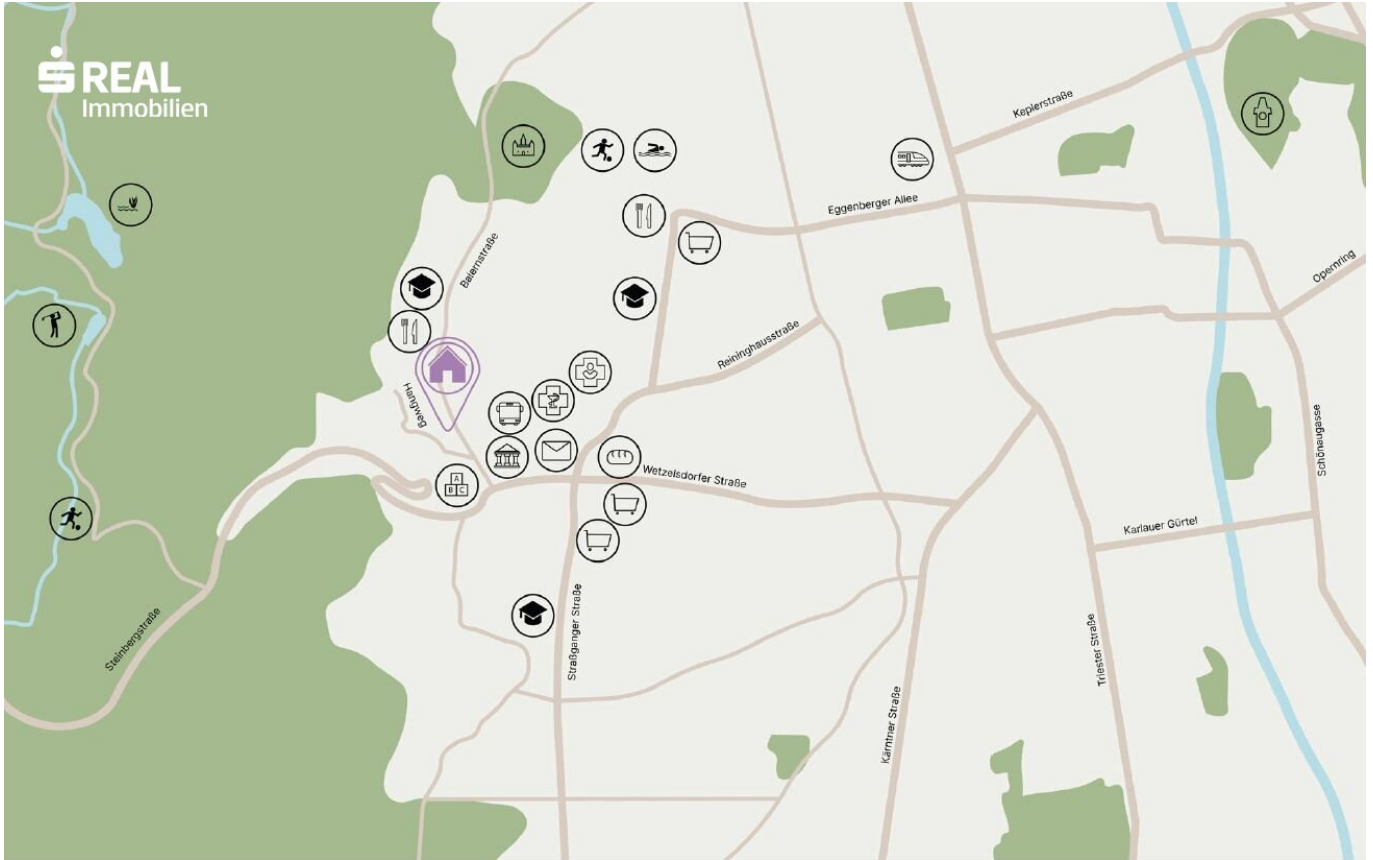 REAL
Immobilien
Keplerstraße
Eggenberger Allee
Opernring
Baiernstraße
Reininghausstraße
Hangweg
Schönaugasse
A
B C
Wetzelsdorfer Straße
Karlauer Gürtel
Steinbergstraße
Straßganger Straße
Triester Straße
Kärntner Straße